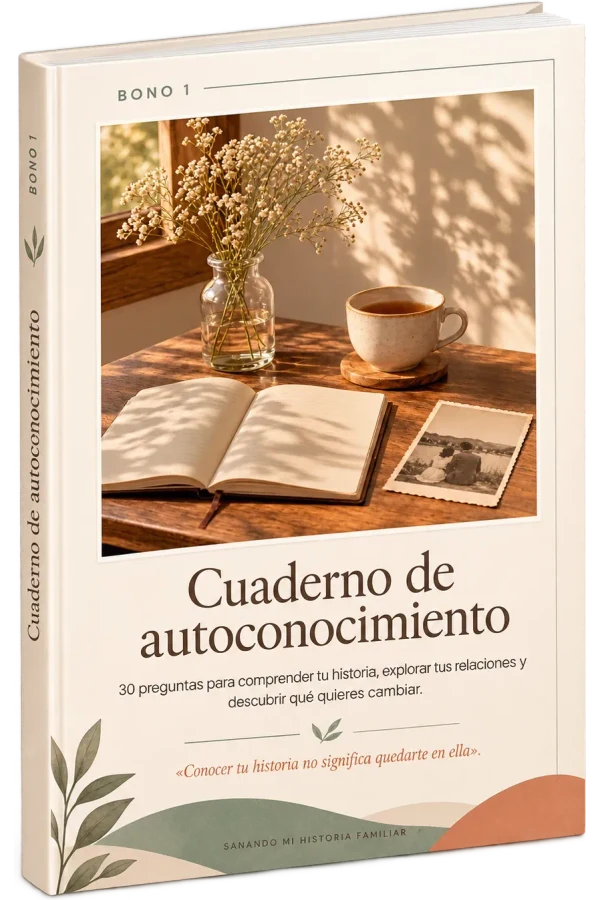 BONO 1
Cuaderno de
autoconocimiento
30 preguntas para comprender tu historia, explorar tus relaciones y
descubrir qué quieres cambiar.
«Conocer tu historia no significa quedarte en ella».
SANANDO MI HISTORIA FAMILIAR
BONO 1
Cuaderno de autoconocimiento